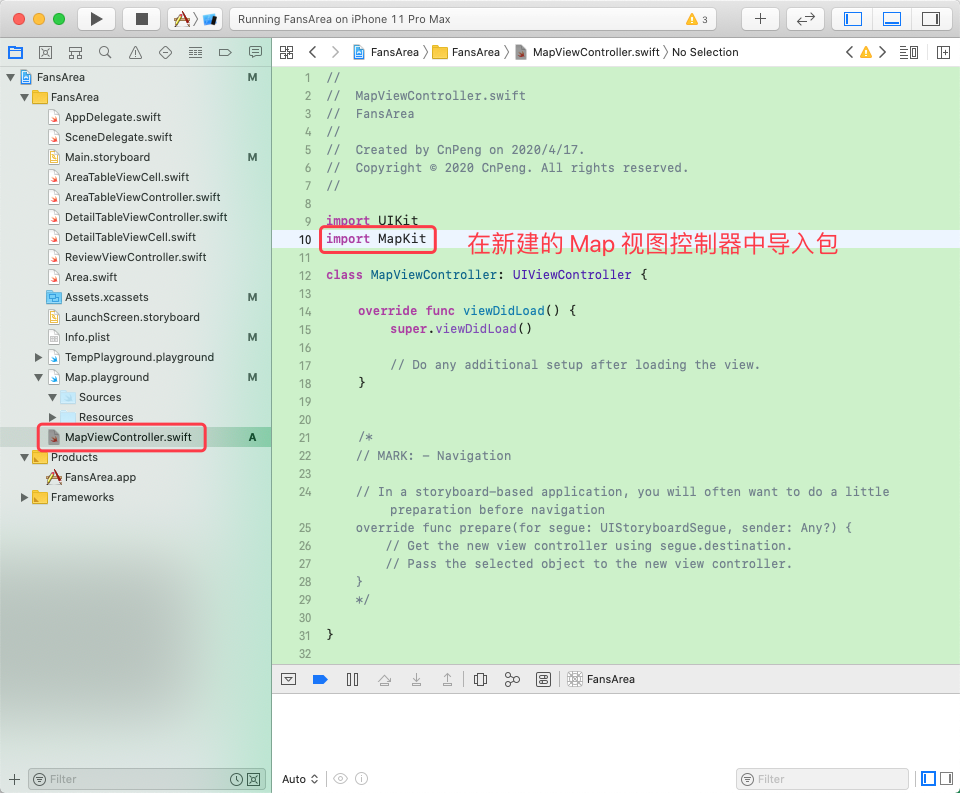 Running FansArea on iPhone 11 Pro Max
3
FansArea
FansArea
MapViewController.swift
No Selection
FansArea M
FansArea
AppDelegate.swift
SceneDelegate.swift
Main.storyboard M
AreaTableViewCell.swift
AreaTableViewController.swift
DetailTableViewController.swift
DetailTableViewCell.swift
ReviewViewController.swift
Area.swift
Assets.xcassets M
LaunchScreen.storyboard
Info.plist M
TempPlayground.playground
Map.playground M
Sources
Resources
MapViewController.swift A
Products
FansArea.app
Frameworks
Filter
1 //
2 //  MapViewController.swift
3 //  FansArea
4 //
5 //  Created by CnPeng on 2020/4/17.
6 //  Copyright © 2020 CnPeng. All rights reserved.
7 //
8
9 import UIKit
10 import MapKit
在新建的 Map 视图控制器中导入包
11
12 class MapViewController: UIViewController {
13
14     override func viewDidLoad() {
15         super.viewDidLoad()
16
17         // Do any additional setup after loading the view.
18     }
19
20
21     /*
22     // MARK: - Navigation
23
24     // In a storyboard-based application, you will often want to do a little
preparation before navigation
25     override func prepare(for segue: UIStoryboardSegue, sender: Any?) {
26         // Get the new view controller using segue.destination.
27         // Pass the selected object to the new view controller.
28     }
29     */
30
31 }
32
FansArea
Auto
Filter